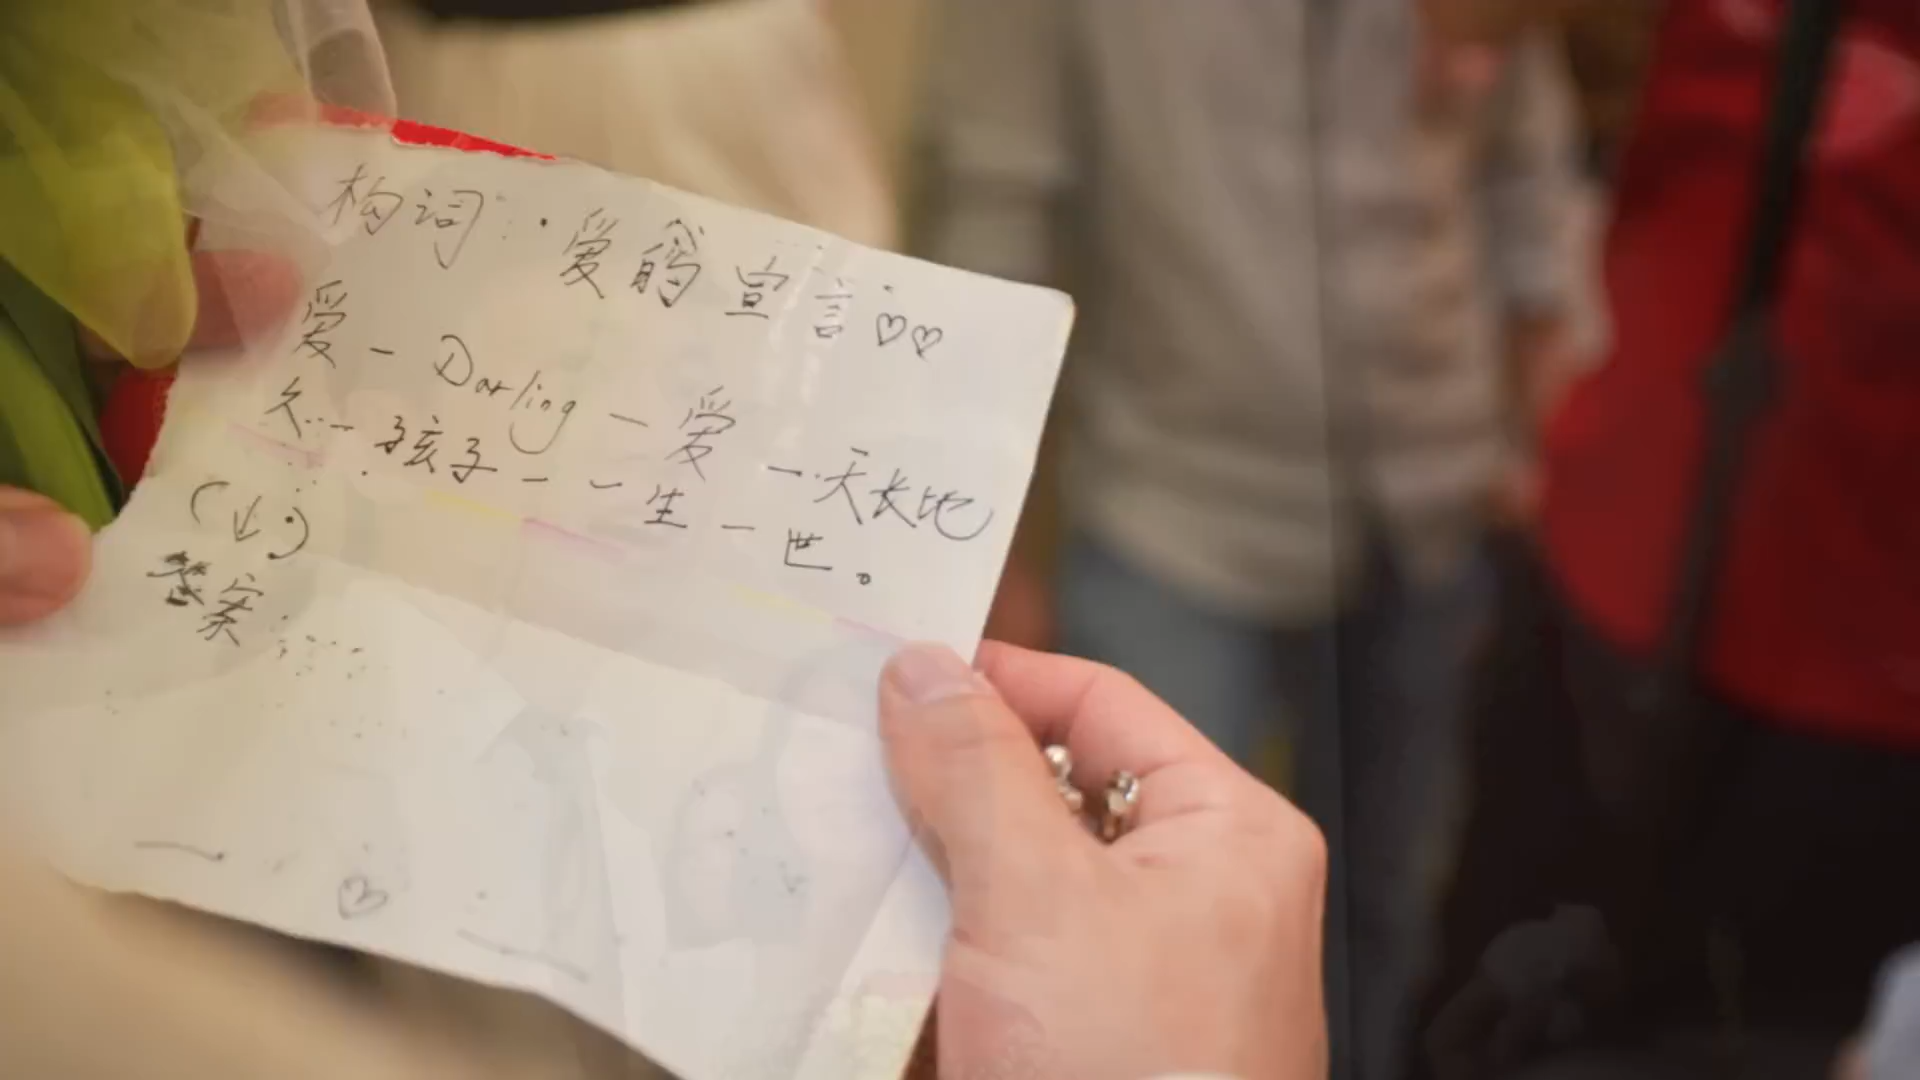 构词：·爱的宣言♡♡
爱－Darling－爱－天长地
久－孩子－一生一世。
(↓)
答案